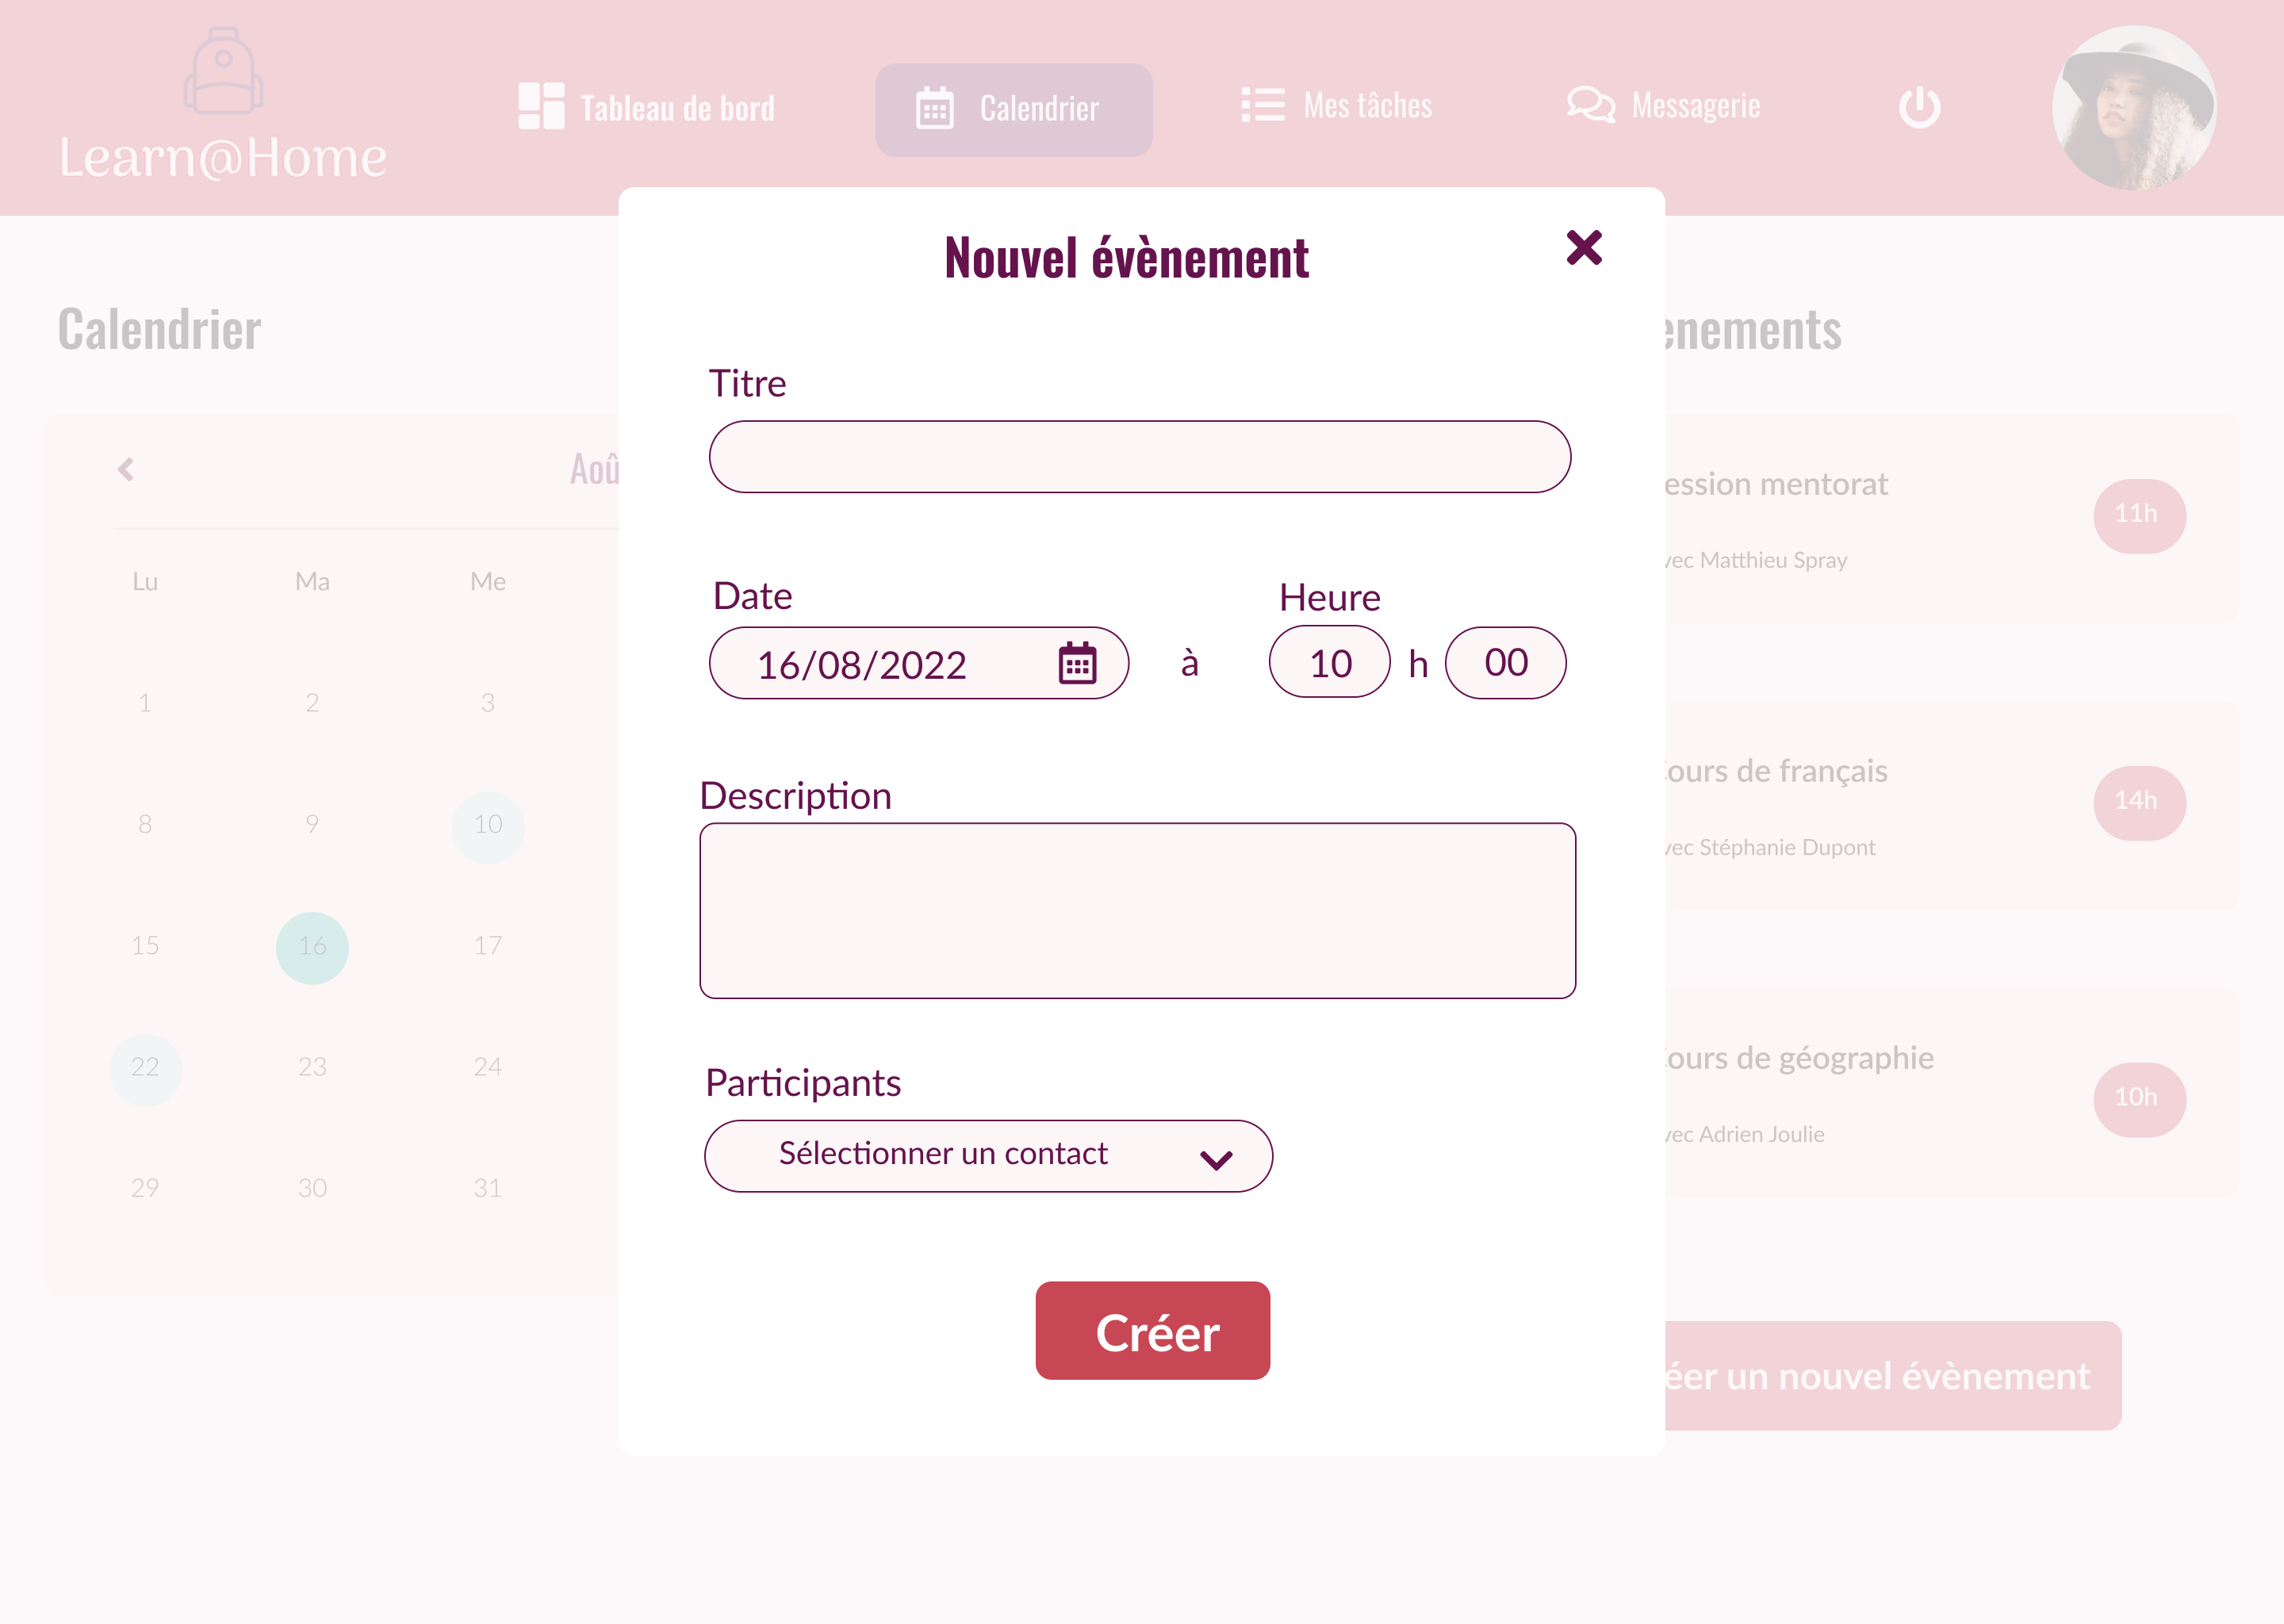 Learn@Home
Tableau de bord
Calendrier
Mes tâches
Messagerie
Nouvel évènement
Calendrier
ènements
Titre
Aoû
ession mentorat
11h
vec Matthieu Spray
Lu Ma Me
Date
Heure
16/08/2022 à 10 h 00
1 2 3
Description
ours de français
14h
vec Stéphanie Dupont
8 9 10
15 16 17
22 23 24
29 30 31
Participants
Sélectionner un contact
ours de géographie
10h
vec Adrien Joulie
Créer
éer un nouvel évènement